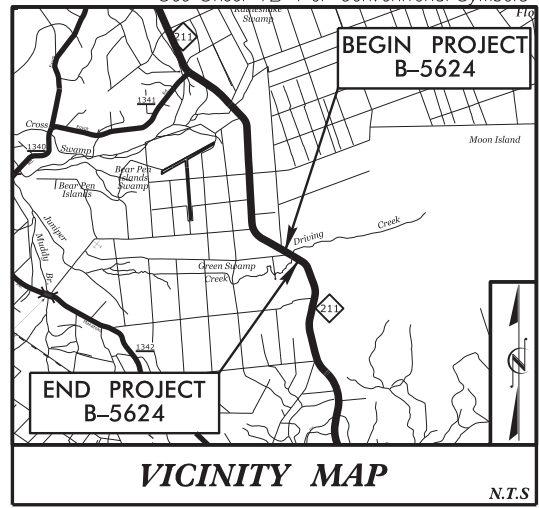 Rattlesnake
Swamp
Flo
211
BEGIN PROJECT
B–5624
1341
Cross
Swamp
1340
Moon Island
Bear Pen
Islands
Swamp
Bear Pen
Islands
Juniper
Muddy Br.
Driving Creek
Green Swamp
Creek
211
1342
END PROJECT
B–5624
N
VICINITY MAP
N.T.S